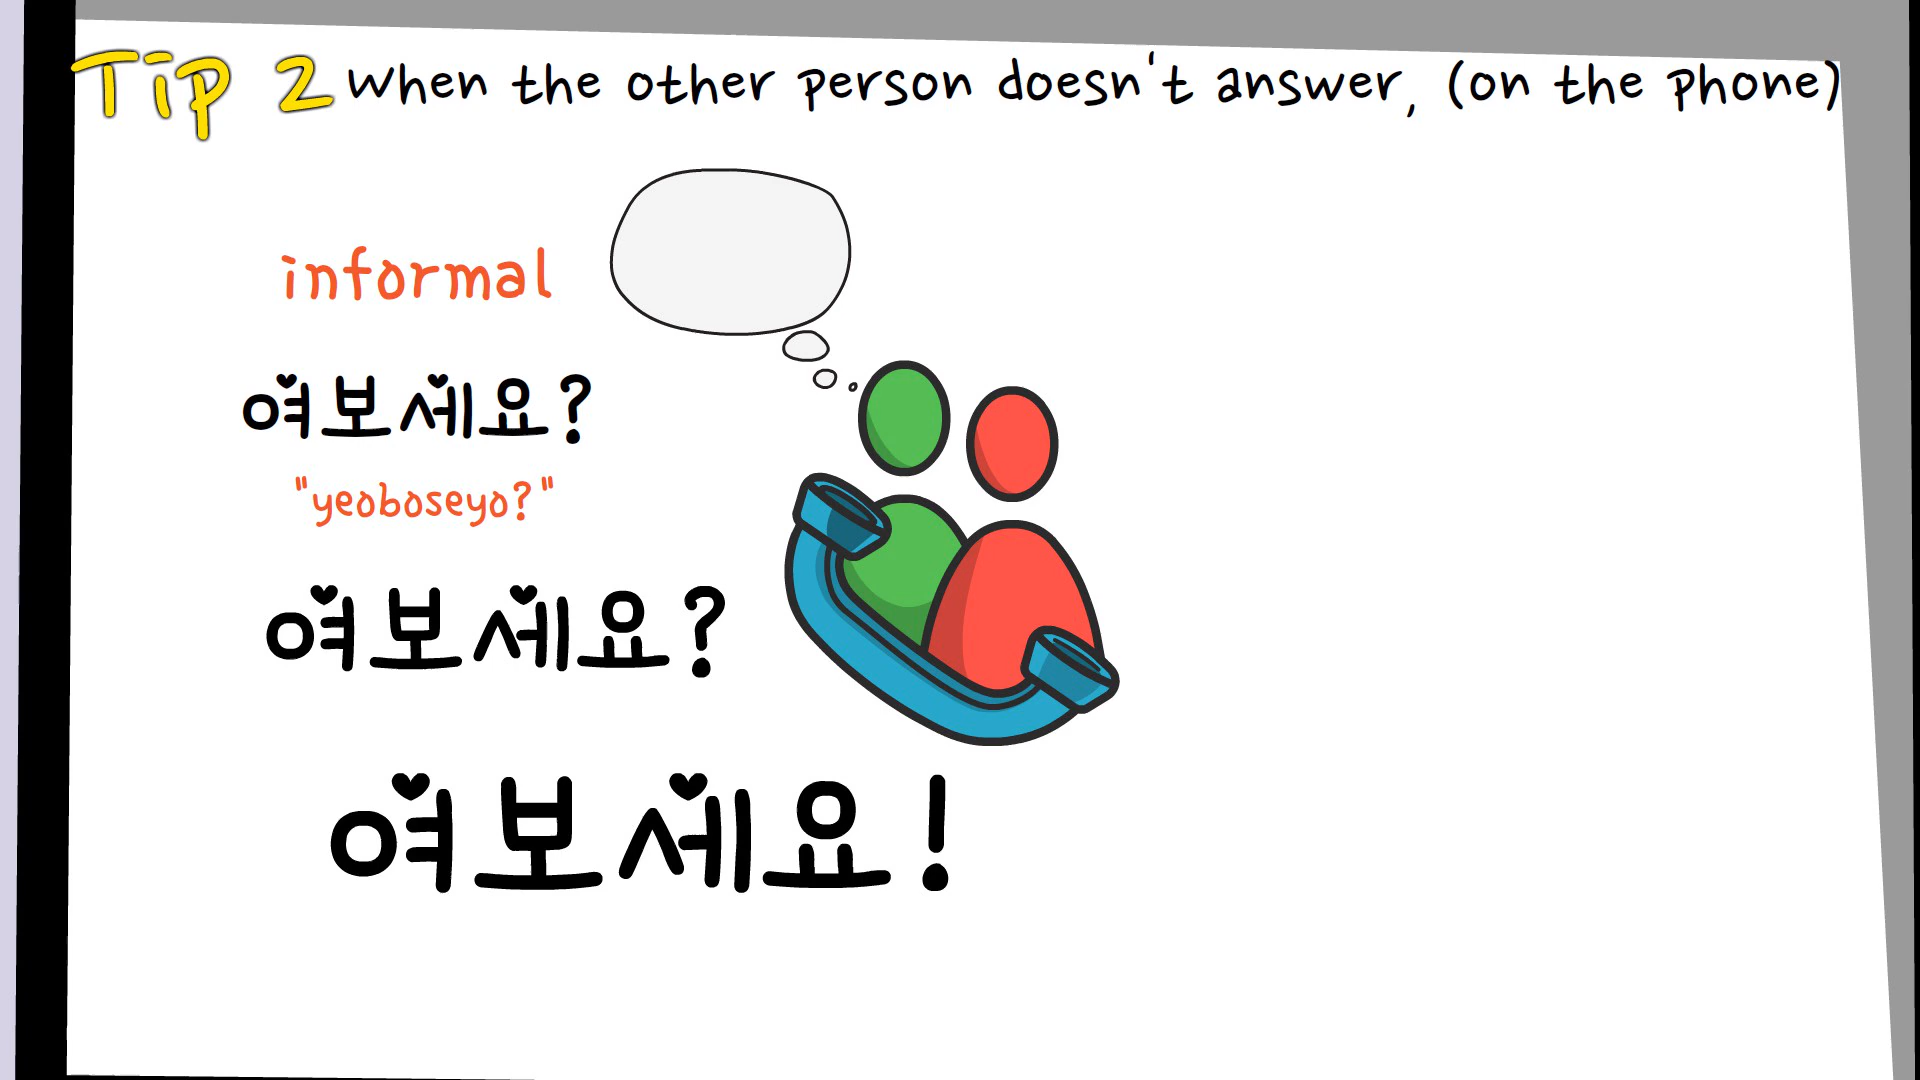 Tip 2 When the other person doesn't answer, (on the phone)
informal
여보세요?
"yeoboseyo?"
여보세요?
여보세요!